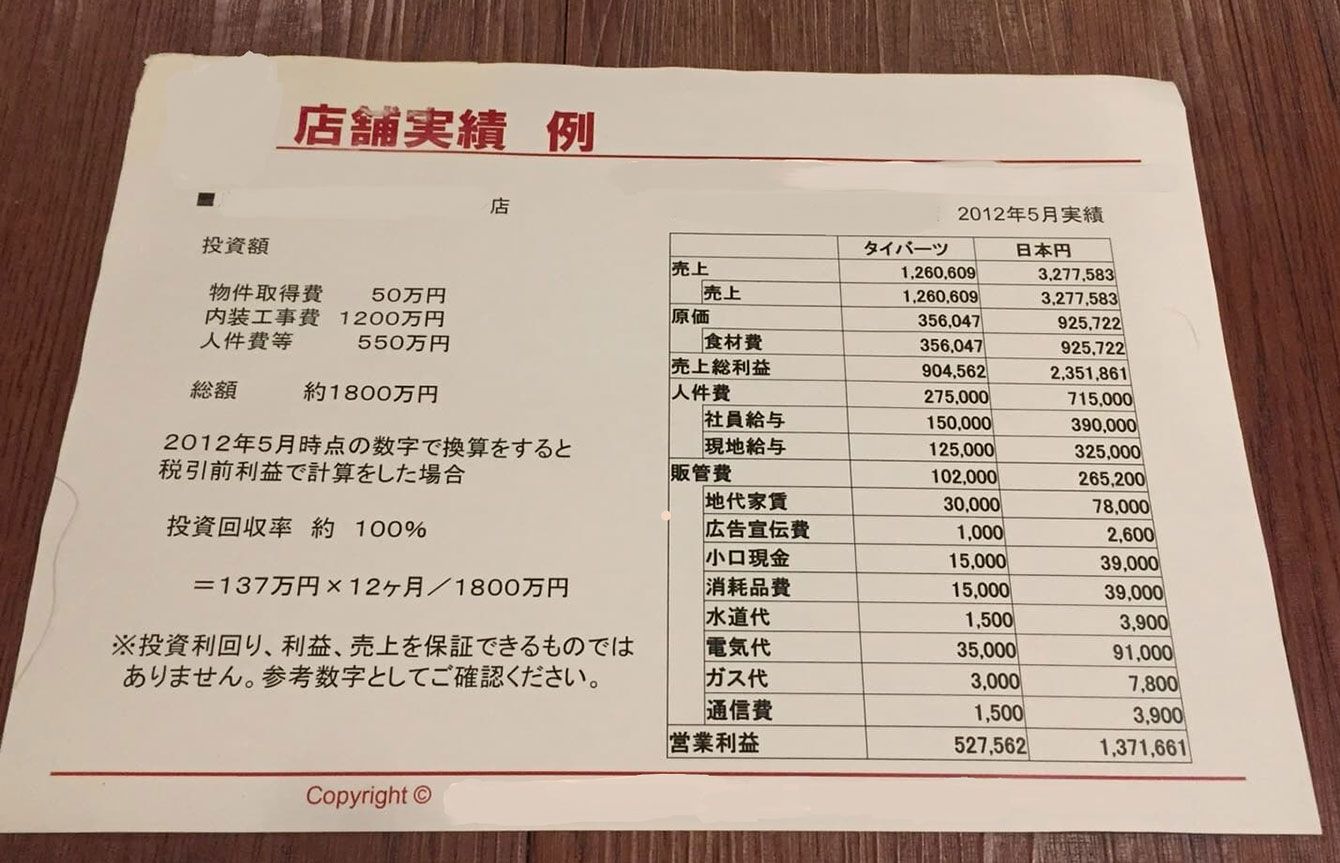 店舗実績 例
■ 店
投資額
物件取得費 50万円
内装工事費 1200万円
人件費等 550万円
総額 約1800万円
2012年5月時点の数字で換算をすると
税引前利益で計算をした場合
投資回収率 約 100%
=137万円×12ヶ月/1800万円
※投資利回り、利益、売上を保証できるものでは
ありません。参考数字としてご確認ください。
2012年5月実績
タイバーツ 日本円
売上 1,260,609 3,277,583
売上 1,260,609 3,277,583
原価 356,047 925,722
食材費 356,047 925,722
売上総利益 904,562 2,351,861
人件費 275,000 715,000
社員給与 150,000 390,000
現地給与 125,000 325,000
販管費 102,000 265,200
地代家賃 30,000 78,000
広告宣伝費 1,000 2,600
小口現金 15,000 39,000
消耗品費 15,000 39,000
水道代 1,500 3,900
電気代 35,000 91,000
ガス代 3,000 7,800
通信費 1,500 3,900
営業利益 527,562 1,371,661
Copyright ©